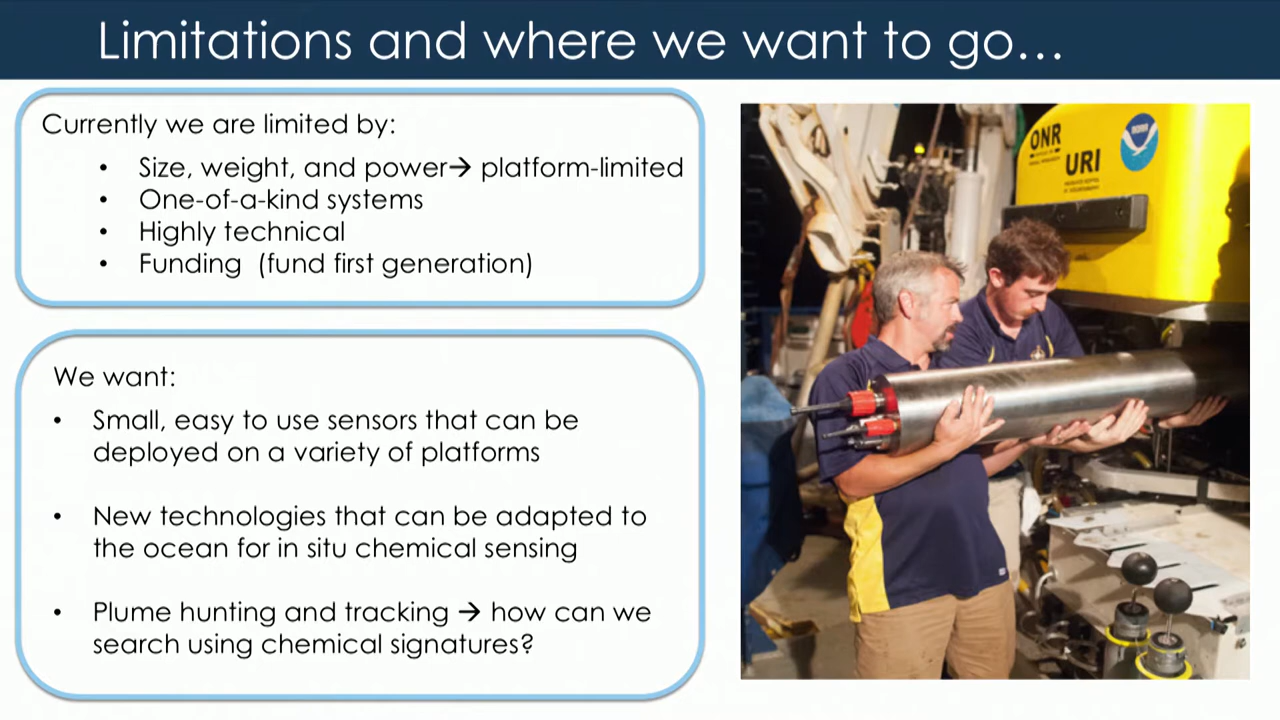 Limitations and where we want to go...
Currently we are limited by:
• Size, weight, and power→ platform-limited
• One-of-a-kind systems
• Highly technical
• Funding (fund first generation)
We want:
• Small, easy to use sensors that can be
deployed on a variety of platforms
• New technologies that can be adapted to
the ocean for in situ chemical sensing
• Plume hunting and tracking → how can we
search using chemical signatures?
ONR
URI